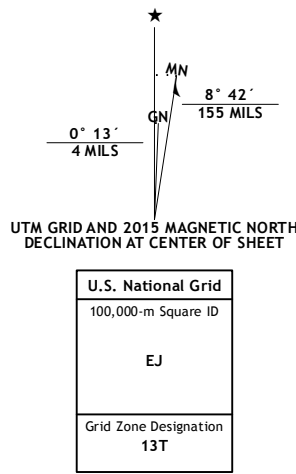 MN
GN
8° 42´
155 MILS
0° 13´
4 MILS
UTM GRID AND 2015 MAGNETIC NORTH
DECLINATION AT CENTER OF SHEET
U.S. National Grid
100,000-m Square ID
EJ
Grid Zone Designation
13T